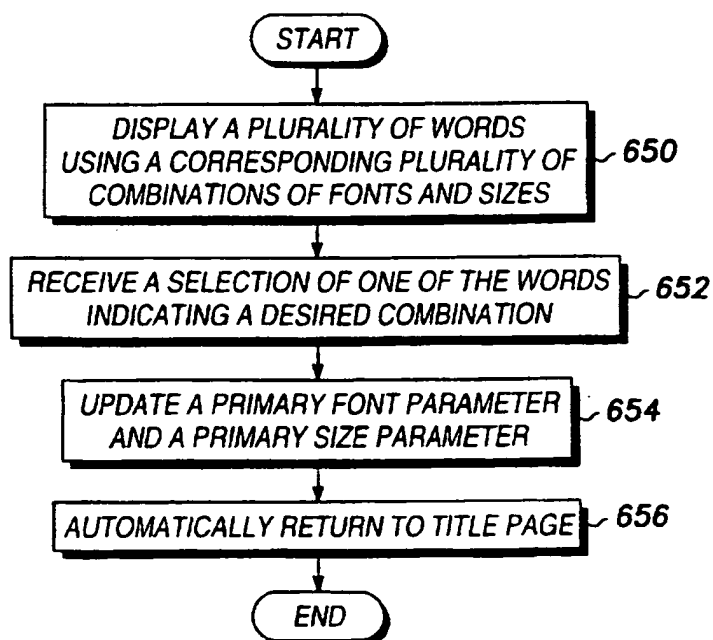 START
DISPLAY A PLURALITY OF WORDS
USING A CORRESPONDING PLURALITY OF
COMBINATIONS OF FONTS AND SIZES
650
RECEIVE A SELECTION OF ONE OF THE WORDS
INDICATING A DESIRED COMBINATION
652
UPDATE A PRIMARY FONT PARAMETER
AND A PRIMARY SIZE PARAMETER
654
AUTOMATICALLY RETURN TO TITLE PAGE
656
END